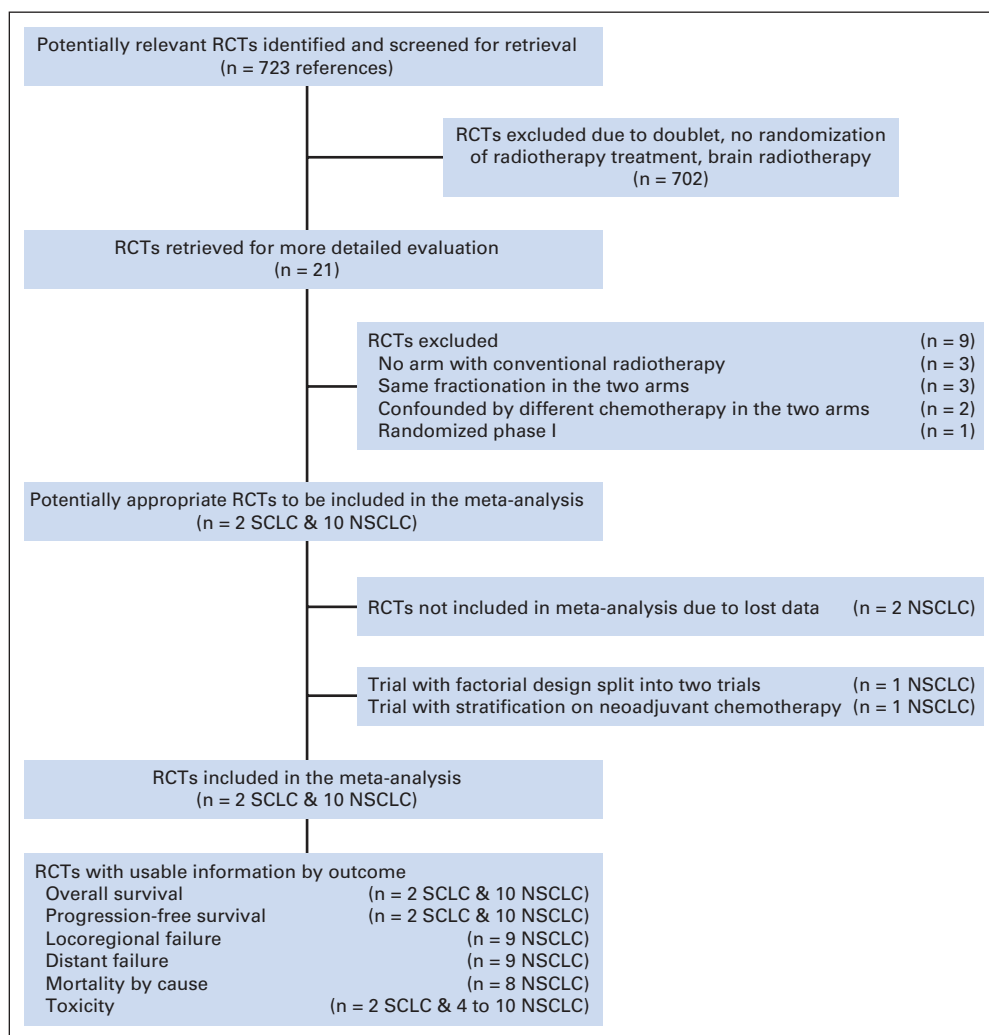 Potentially relevant RCTs identified and screened for retrieval
(n = 723 references)
RCTs excluded due to doublet, no randomization
of radiotherapy treatment, brain radiotherapy
(n = 702)
RCTs retrieved for more detailed evaluation
(n = 21)
RCTs excluded (n = 9)
No arm with conventional radiotherapy (n = 3)
Same fractionation in the two arms (n = 3)
Confounded by different chemotherapy in the two arms (n = 2)
Randomized phase I (n = 1)
Potentially appropriate RCTs to be included in the meta-analysis
(n = 2 SCLC & 10 NSCLC)
RCTs not included in meta-analysis due to lost data (n = 2 NSCLC)
Trial with factorial design split into two trials (n = 1 NSCLC)
Trial with stratification on neoadjuvant chemotherapy (n = 1 NSCLC)
RCTs included in the meta-analysis
(n = 2 SCLC & 10 NSCLC)
RCTs with usable information by outcome
Overall survival (n = 2 SCLC & 10 NSCLC)
Progression-free survival (n = 2 SCLC & 10 NSCLC)
Locoregional failure (n = 9 NSCLC)
Distant failure (n = 9 NSCLC)
Mortality by cause (n = 8 NSCLC)
Toxicity (n = 2 SCLC & 4 to 10 NSCLC)